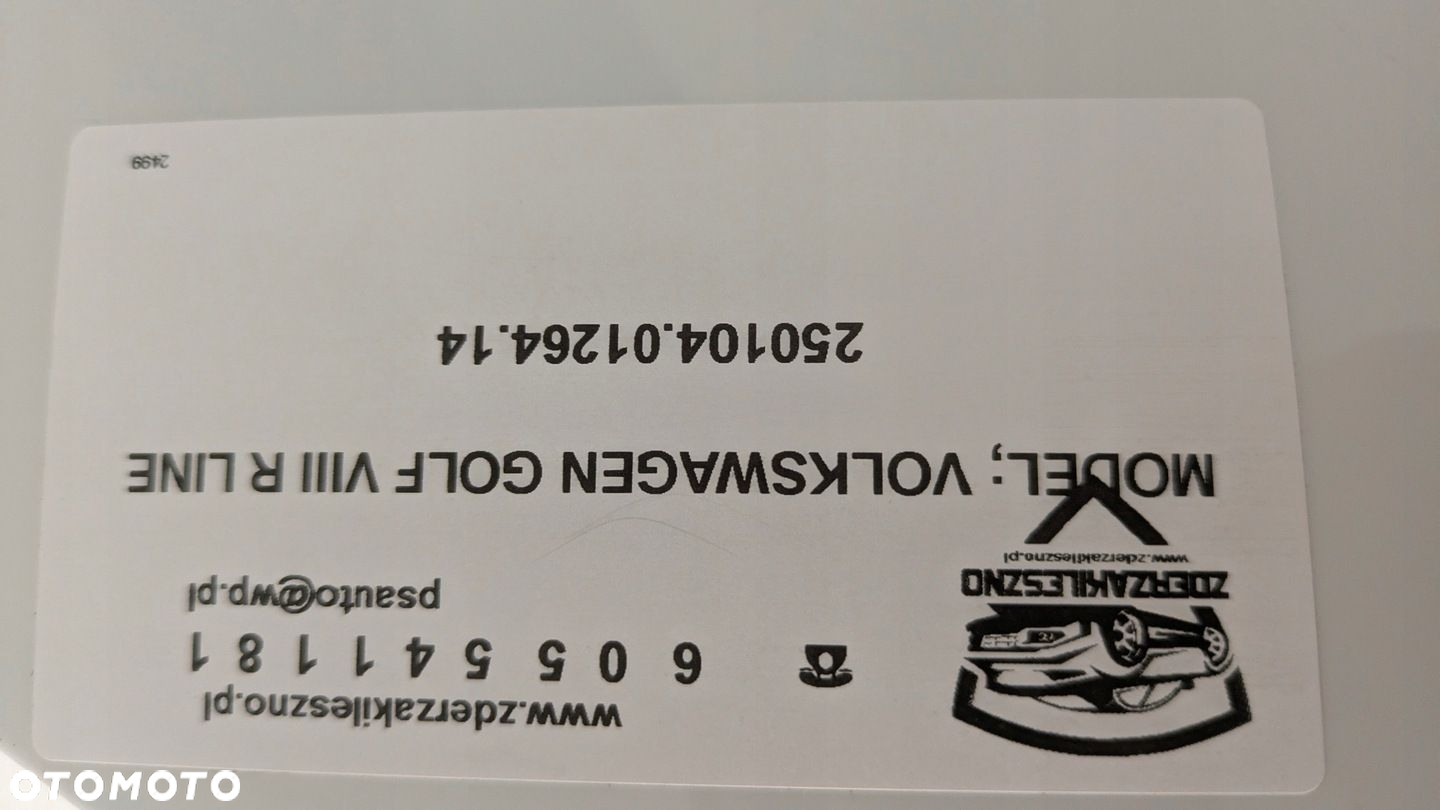 www.zderzakileszno.pl
6 0 5 5 4 1 1 8 1
psauto@wp.pl
ZDERZAKILESZNO
www.zderzakileszno.pl
MODEL; VOLKSWAGEN GOLF VIII R LINE
250104.01264.14
2499
OTOMOTO